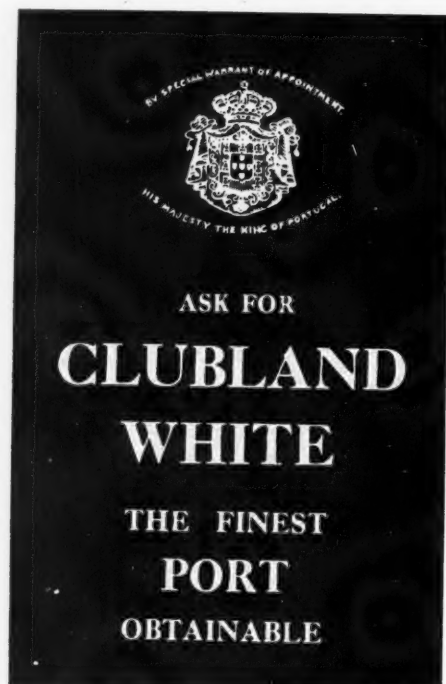 BY SPECIAL WARRANT OF APPOINTMENT.
HIS MAJESTY THE KING OF PORTUGAL.
ASK FOR
CLUBLAND
WHITE
THE FINEST
PORT
OBTAINABLE